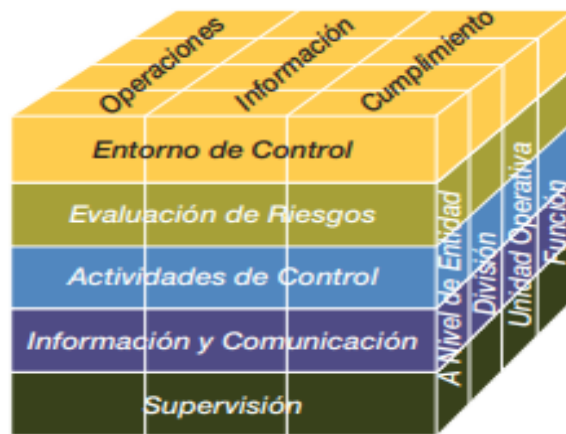 Operaciones
Información
Cumplimiento
Entorno de Control
Evaluación de Riesgos
Actividades de Control
Información y Comunicación
Supervisión
A Nivel de Entidad
División
Unidad Operativa
Función